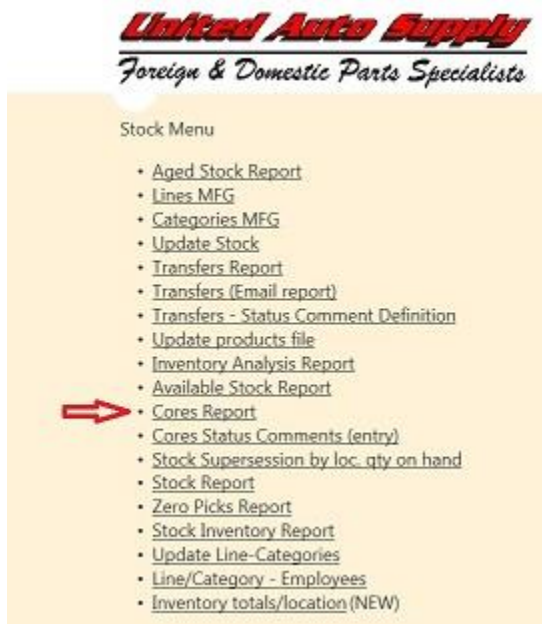 United Auto Supply
Foreign & Domestic Parts Specialists
Stock Menu
• Aged Stock Report
• Lines MFG
• Categories MFG
• Update Stock
• Transfers Report
• Transfers (Email report)
• Transfers - Status Comment Definition
• Update products file
• Inventory Analysis Report
• Available Stock Report
• Cores Report
• Cores Status Comments (entry)
• Stock Supersession by loc. qty on hand
• Stock Report
• Zero Picks Report
• Stock Inventory Report
• Update Line-Categories
• Line/Category - Employees
• Inventory totals/location (NEW)